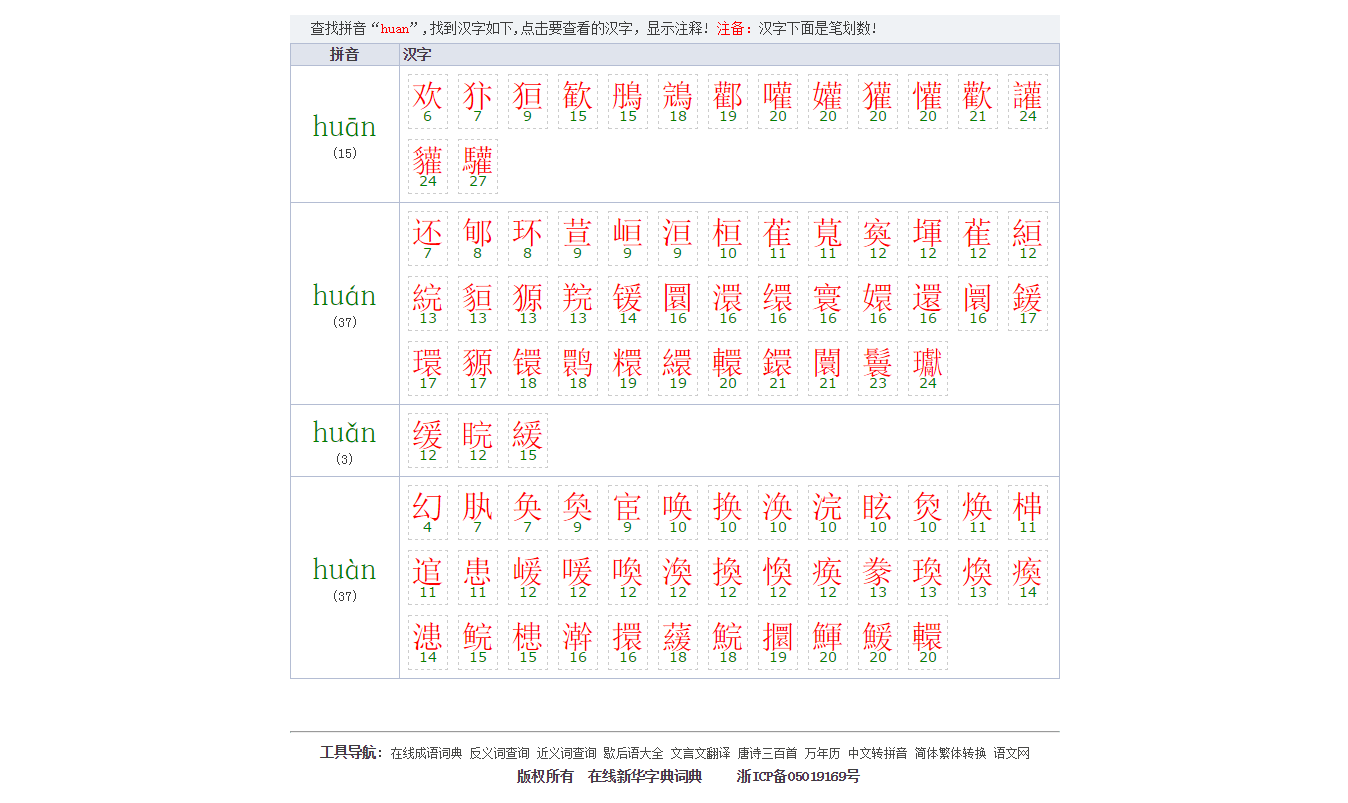 查找拼音“huan”,找到汉字如下,点击要查看的汉字，显示注释！注备：汉字下面是笔划数！
拼音 汉字
huān
(15)
欢 犿 狟 歓 鴅 鵍 酄 嚾 孉 獾 懽 歡 讙
6 7 9 15 15 18 19 20 20 20 20 21 24
貛 驩
24 27
huán
(37)
还 郇 环 荁 峘 洹 桓 萑 莧 寏 堚 雈 絙
7 8 8 9 9 9 10 11 11 12 12 12 12
綄 貆 獂 羦 锾 圜 澴 缳 寰 嬛 還 阛 鍰
13 13 13 13 14 16 16 16 16 16 16 16 17
環 豲 镮 鹮 糫 繯 轘 鐶 闤 鬟 瓛
17 17 18 18 19 19 20 21 21 23 24
huǎn
(3)
缓 睆 緩
12 12 15
huàn
(37)
幻 肒 奂 奐 宦 唤 换 涣 浣 眩 烉 焕 梙
4 7 7 9 9 10 10 10 10 10 10 11 11
逭 患 嵈 喛 喚 渙 換 愌 痪 豢 瑍 煥 瘓
11 11 12 12 12 12 12 12 12 13 13 13 14
漶 鲩 槵 澣 擐 藧 鯇 攌 鯶 鰀 轘
14 15 15 16 16 18 18 19 20 20 20
工具导航： 在线成语词典 反义词查询 近义词查询 歇后语大全 文言文翻译 唐诗三百首 万年历 中文转拼音 简体繁体转换 语文网
版权所有 在线新华字典词典 浙ICP备05019169号